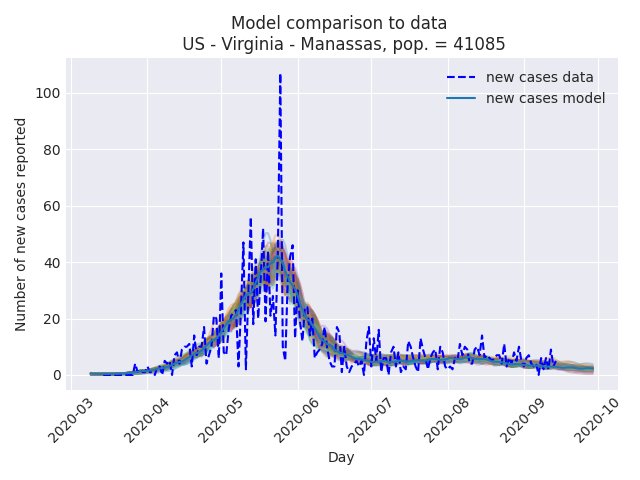 Model comparison to data
US - Virginia - Manassas, pop. = 41085
new cases data
new cases model
Number of new cases reported
100
80
60
40
20
0
2020-03
2020-04
2020-05
2020-06
2020-07
2020-08
2020-09
2020-10
Day